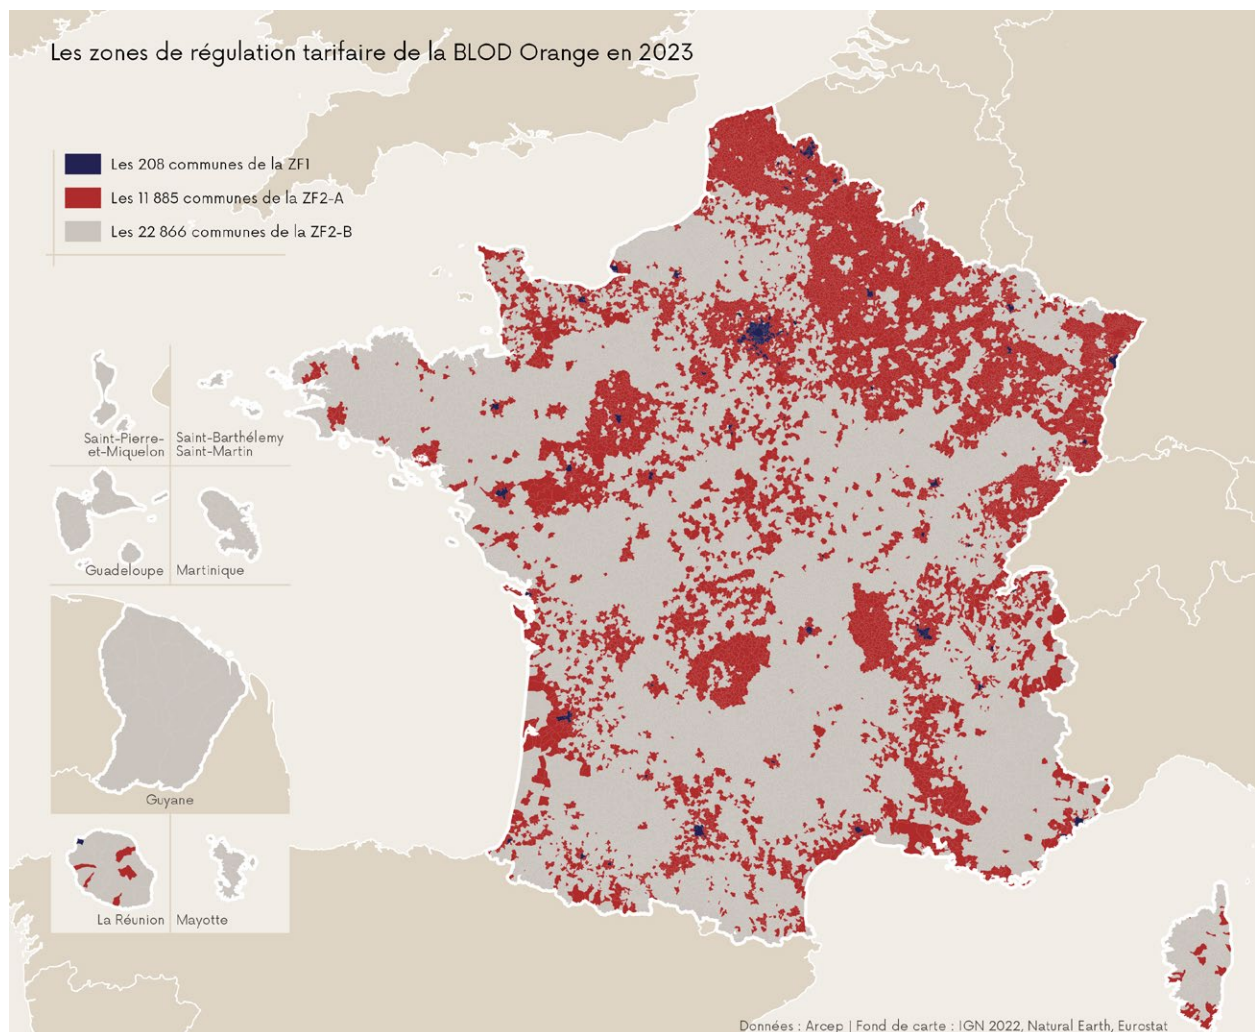 Les zones de régulation tarifaire de la BLOD Orange en 2023
Les 208 communes de la ZF1
Les 11 885 communes de la ZF2-A
Les 22 866 communes de la ZF2-B
Saint-Pierre-
et-Miquelon
Saint-Barthélemy
Saint-Martin
Guadeloupe
Martinique
Guyane
La Réunion
Mayotte
Données : Arcep | Fond de carte : IGN 2022, Natural Earth, Eurostat